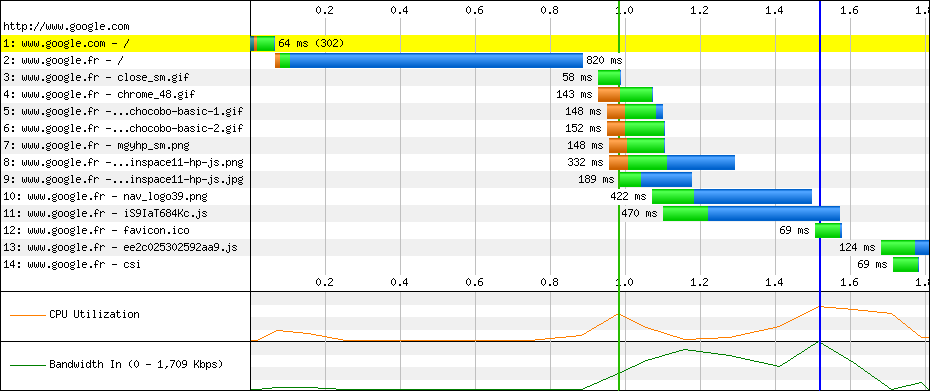 0.2 0.4 0.6 0.8 1.0 1.2 1.4 1.6 1.8
http://www.google.com
1: www.google.com - / 64 ms (302)
2: www.google.fr - / 820 ms
3: www.google.fr - close_sm.gif 58 ms
4: www.google.fr - chrome_48.gif 143 ms
5: www.google.fr -...chocobo-basic-1.gif 148 ms
6: www.google.fr -...chocobo-basic-2.gif 152 ms
7: www.google.fr - mgyhp_sm.png 148 ms
8: www.google.fr -...inspace11-hp-js.png 332 ms
9: www.google.fr -...inspace11-hp-js.jpg 189 ms
10: www.google.fr - nav_logo39.png 422 ms
11: www.google.fr - iS9IaT684Kc.js 470 ms
12: www.google.fr - favicon.ico 69 ms
13: www.google.fr - ee2c025302592aa9.js 124 ms
14: www.google.fr - csi 69 ms
0.2 0.4 0.6 0.8 1.0 1.2 1.4 1.6 1.8
CPU Utilization
Bandwidth In (0 - 1,709 Kbps)